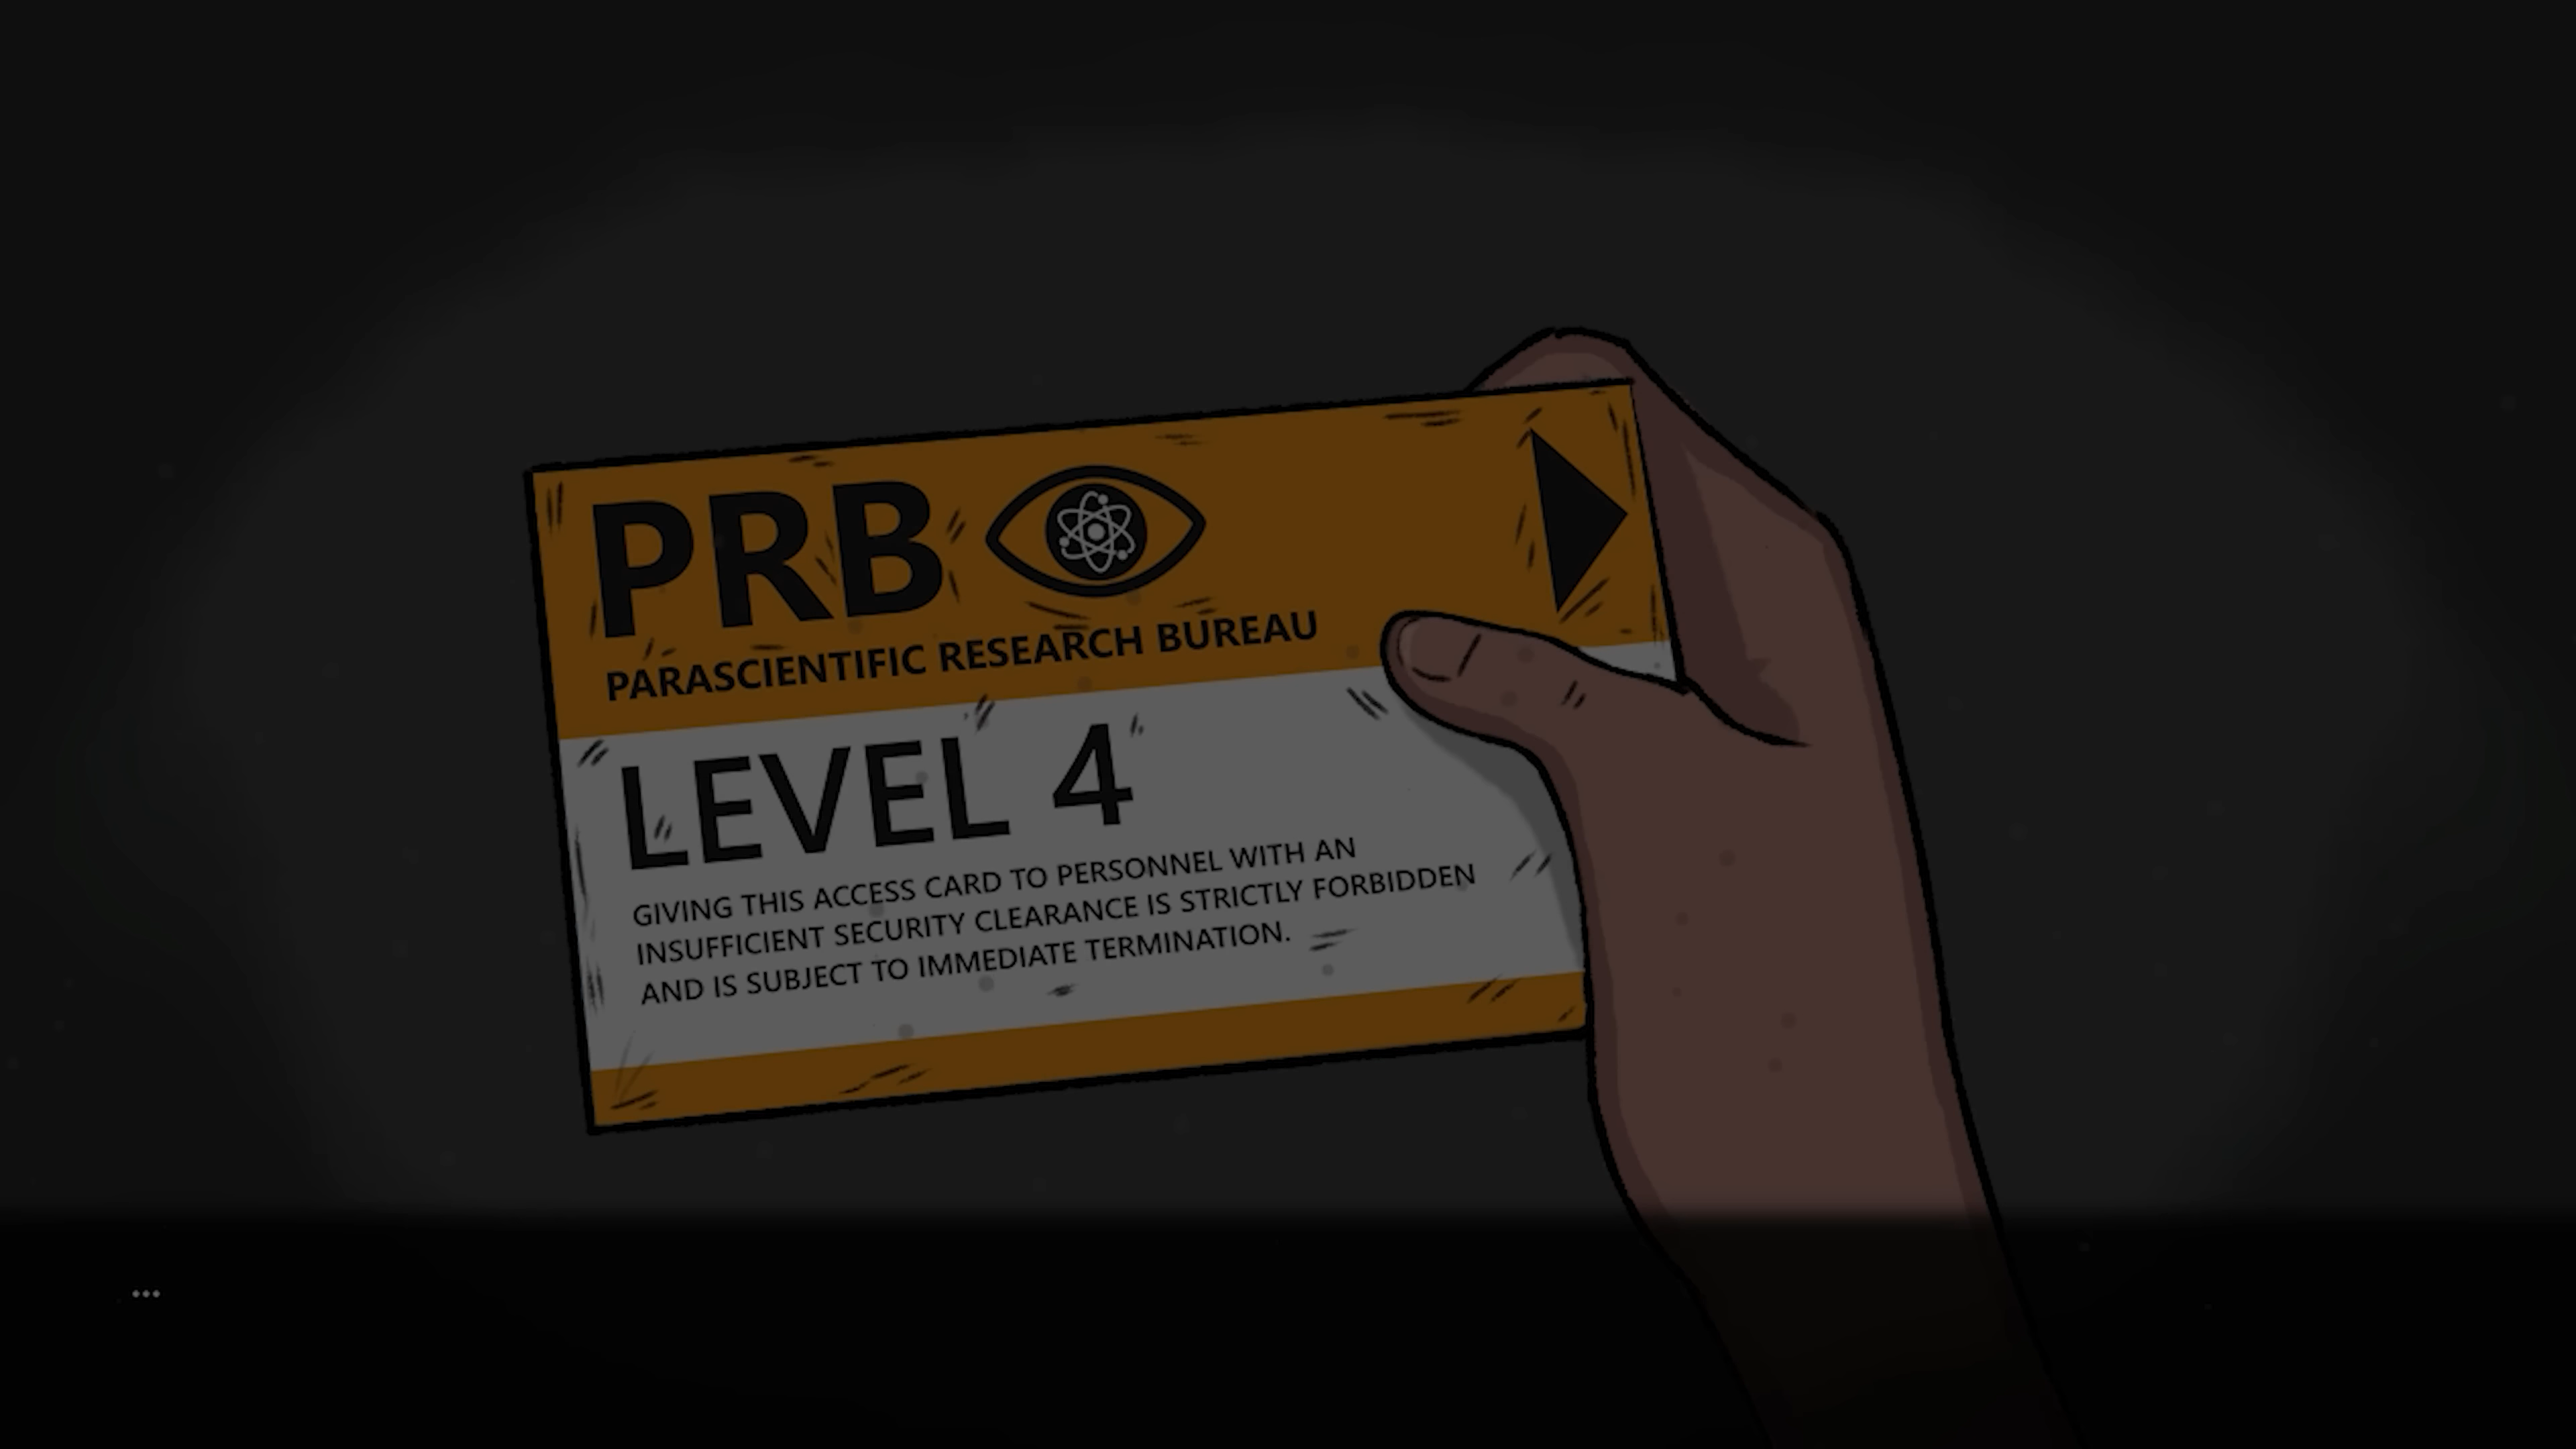 PRB
PARASCIENTIFIC RESEARCH BUREAU
LEVEL 4
GIVING THIS ACCESS CARD TO PERSONNEL WITH AN
INSUFFICIENT SECURITY CLEARANCE IS STRICTLY FORBIDDEN
AND IS SUBJECT TO IMMEDIATE TERMINATION.
...